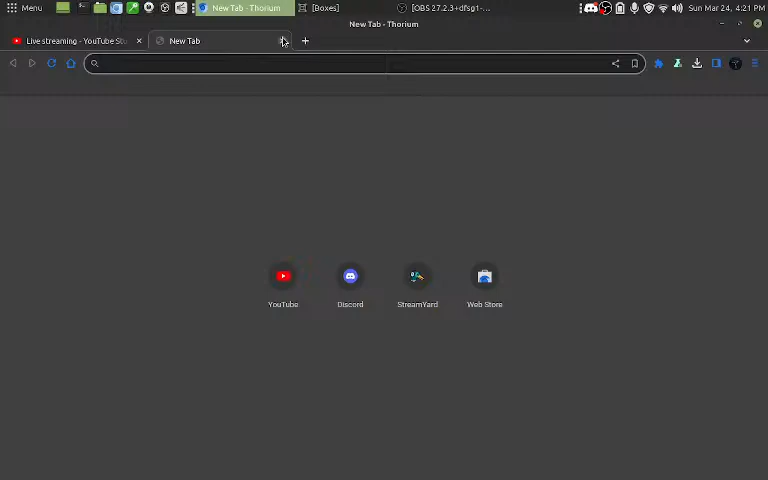 Menu
New Tab - Thorium
[Boxes]
[OBS 27.2.3+dfsg1-...
Sun Mar 24, 4:21 PM
New Tab - Thorium
Live streaming - YouTube Stu
New Tab
YouTube
Discord
StreamYard
Web Store